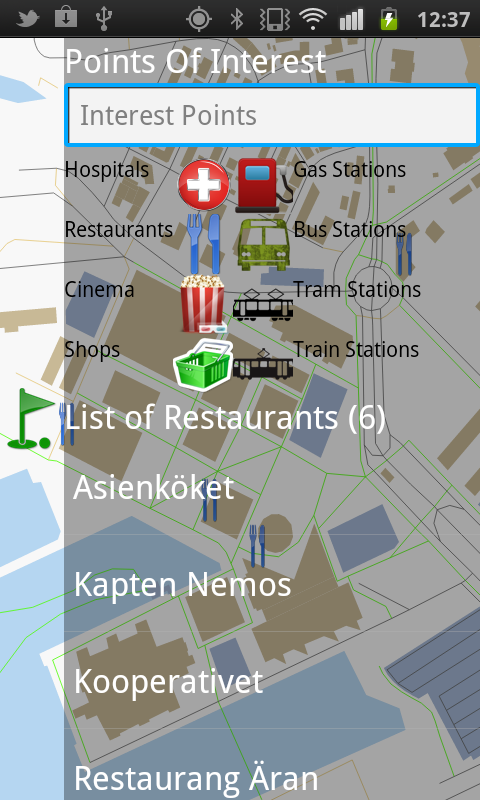 12:37
Points Of Interest
Interest Points
Hospitals Gas Stations
Restaurants Bus Stations
Cinema Tram Stations
Shops Train Stations
List of Restaurants (6)
Asienköket
Kapten Nemos
Kooperativet
Restaurang Äran